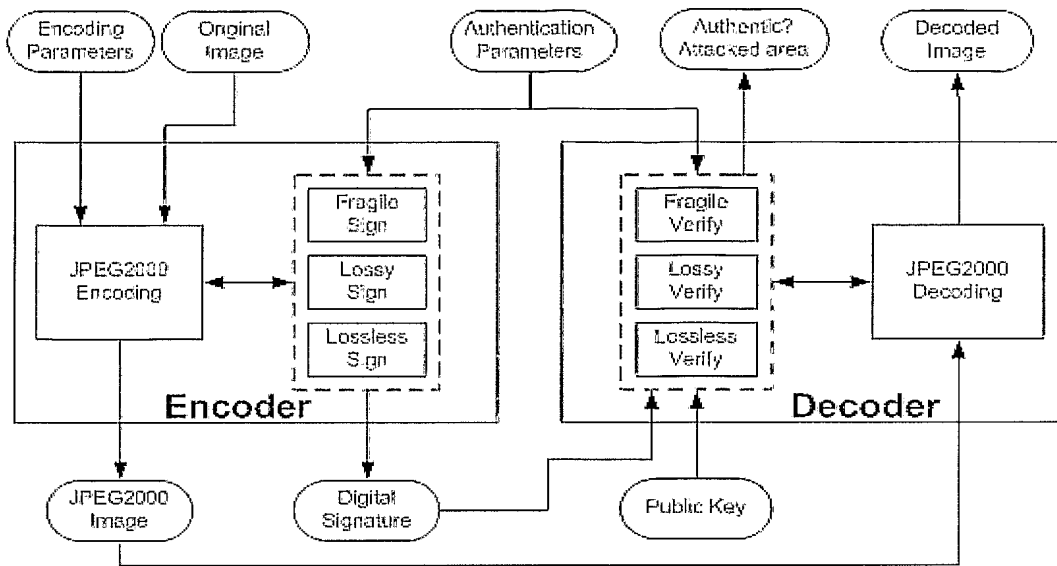 Encoding
Parameters
Original
Image
Authentication
Parameters
Authentic?
Attacked area
Decoded
Image
Fragile
Sign
Lossy
Sign
Lossless
Sign
JPEG2000
Encoding
Encoder
Fragile
Verify
Lossy
Verify
Lossless
Verify
JPEG2000
Decoding
Decoder
JPEG2000
Image
Digital
Signature
Public Key